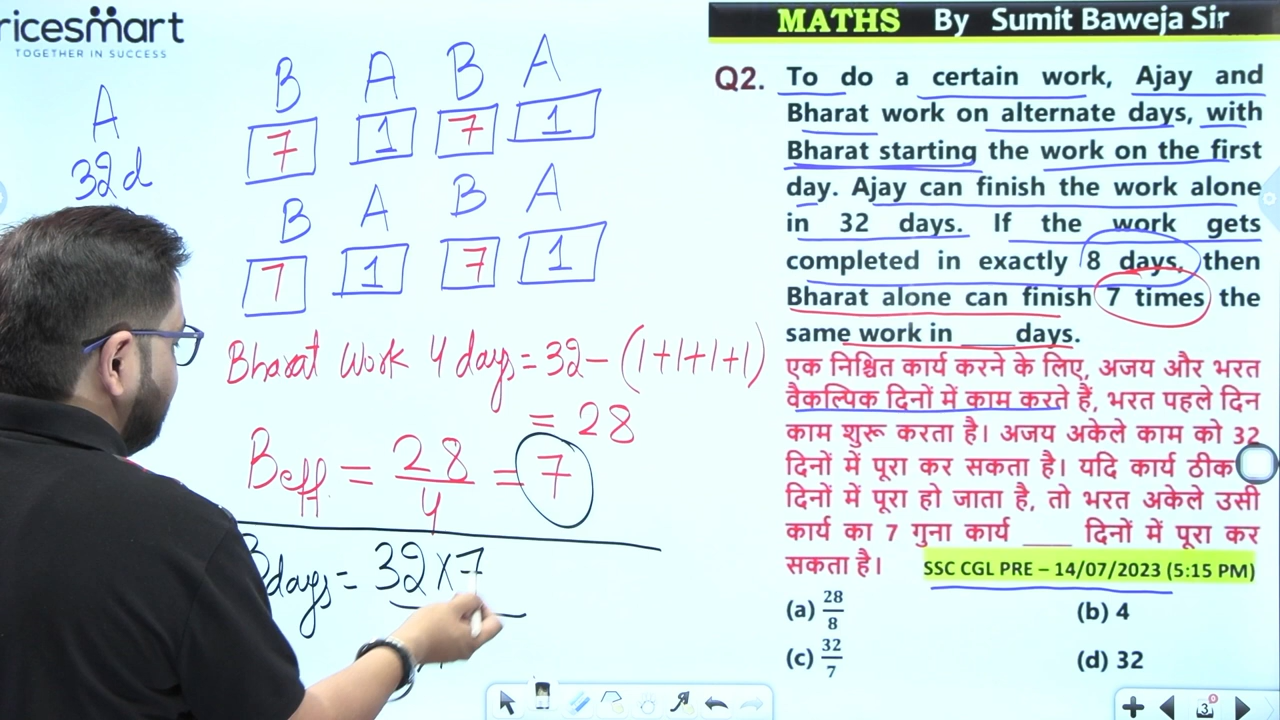 ricesmart
TOGETHER IN SUCCESS
MATHS By Sumit Baweja Sir
A
32d
B A B A
7 1 7 1
B A B A
7 1 7 1
Bharat work 4 days = 32 - (1+1+1+1)
= 28
Beff = 28/4 = 7
Bdays = 32×7
Q2. To do a certain work, Ajay and
Bharat work on alternate days, with
Bharat starting the work on the first
day. Ajay can finish the work alone
in 32 days. If the work gets
completed in exactly 8 days, then
Bharat alone can finish 7 times the
same work in ____ days.
एक निश्चित कार्य करने के लिए, अजय और भरत
वैकल्पिक दिनों में काम करते हैं, भरत पहले दिन
काम शुरू करता है। अजय अकेले काम को 32
दिनों में पूरा कर सकता है। यदि कार्य ठीक
दिनों में पूरा हो जाता है, तो भरत अकेले उसी
कार्य का 7 गुना कार्य ____ दिनों में पूरा कर
सकता है।
SSC CGL PRE – 14/07/2023 (5:15 PM)
(a) 28/8 (b) 4
(c) 32/7 (d) 32
3